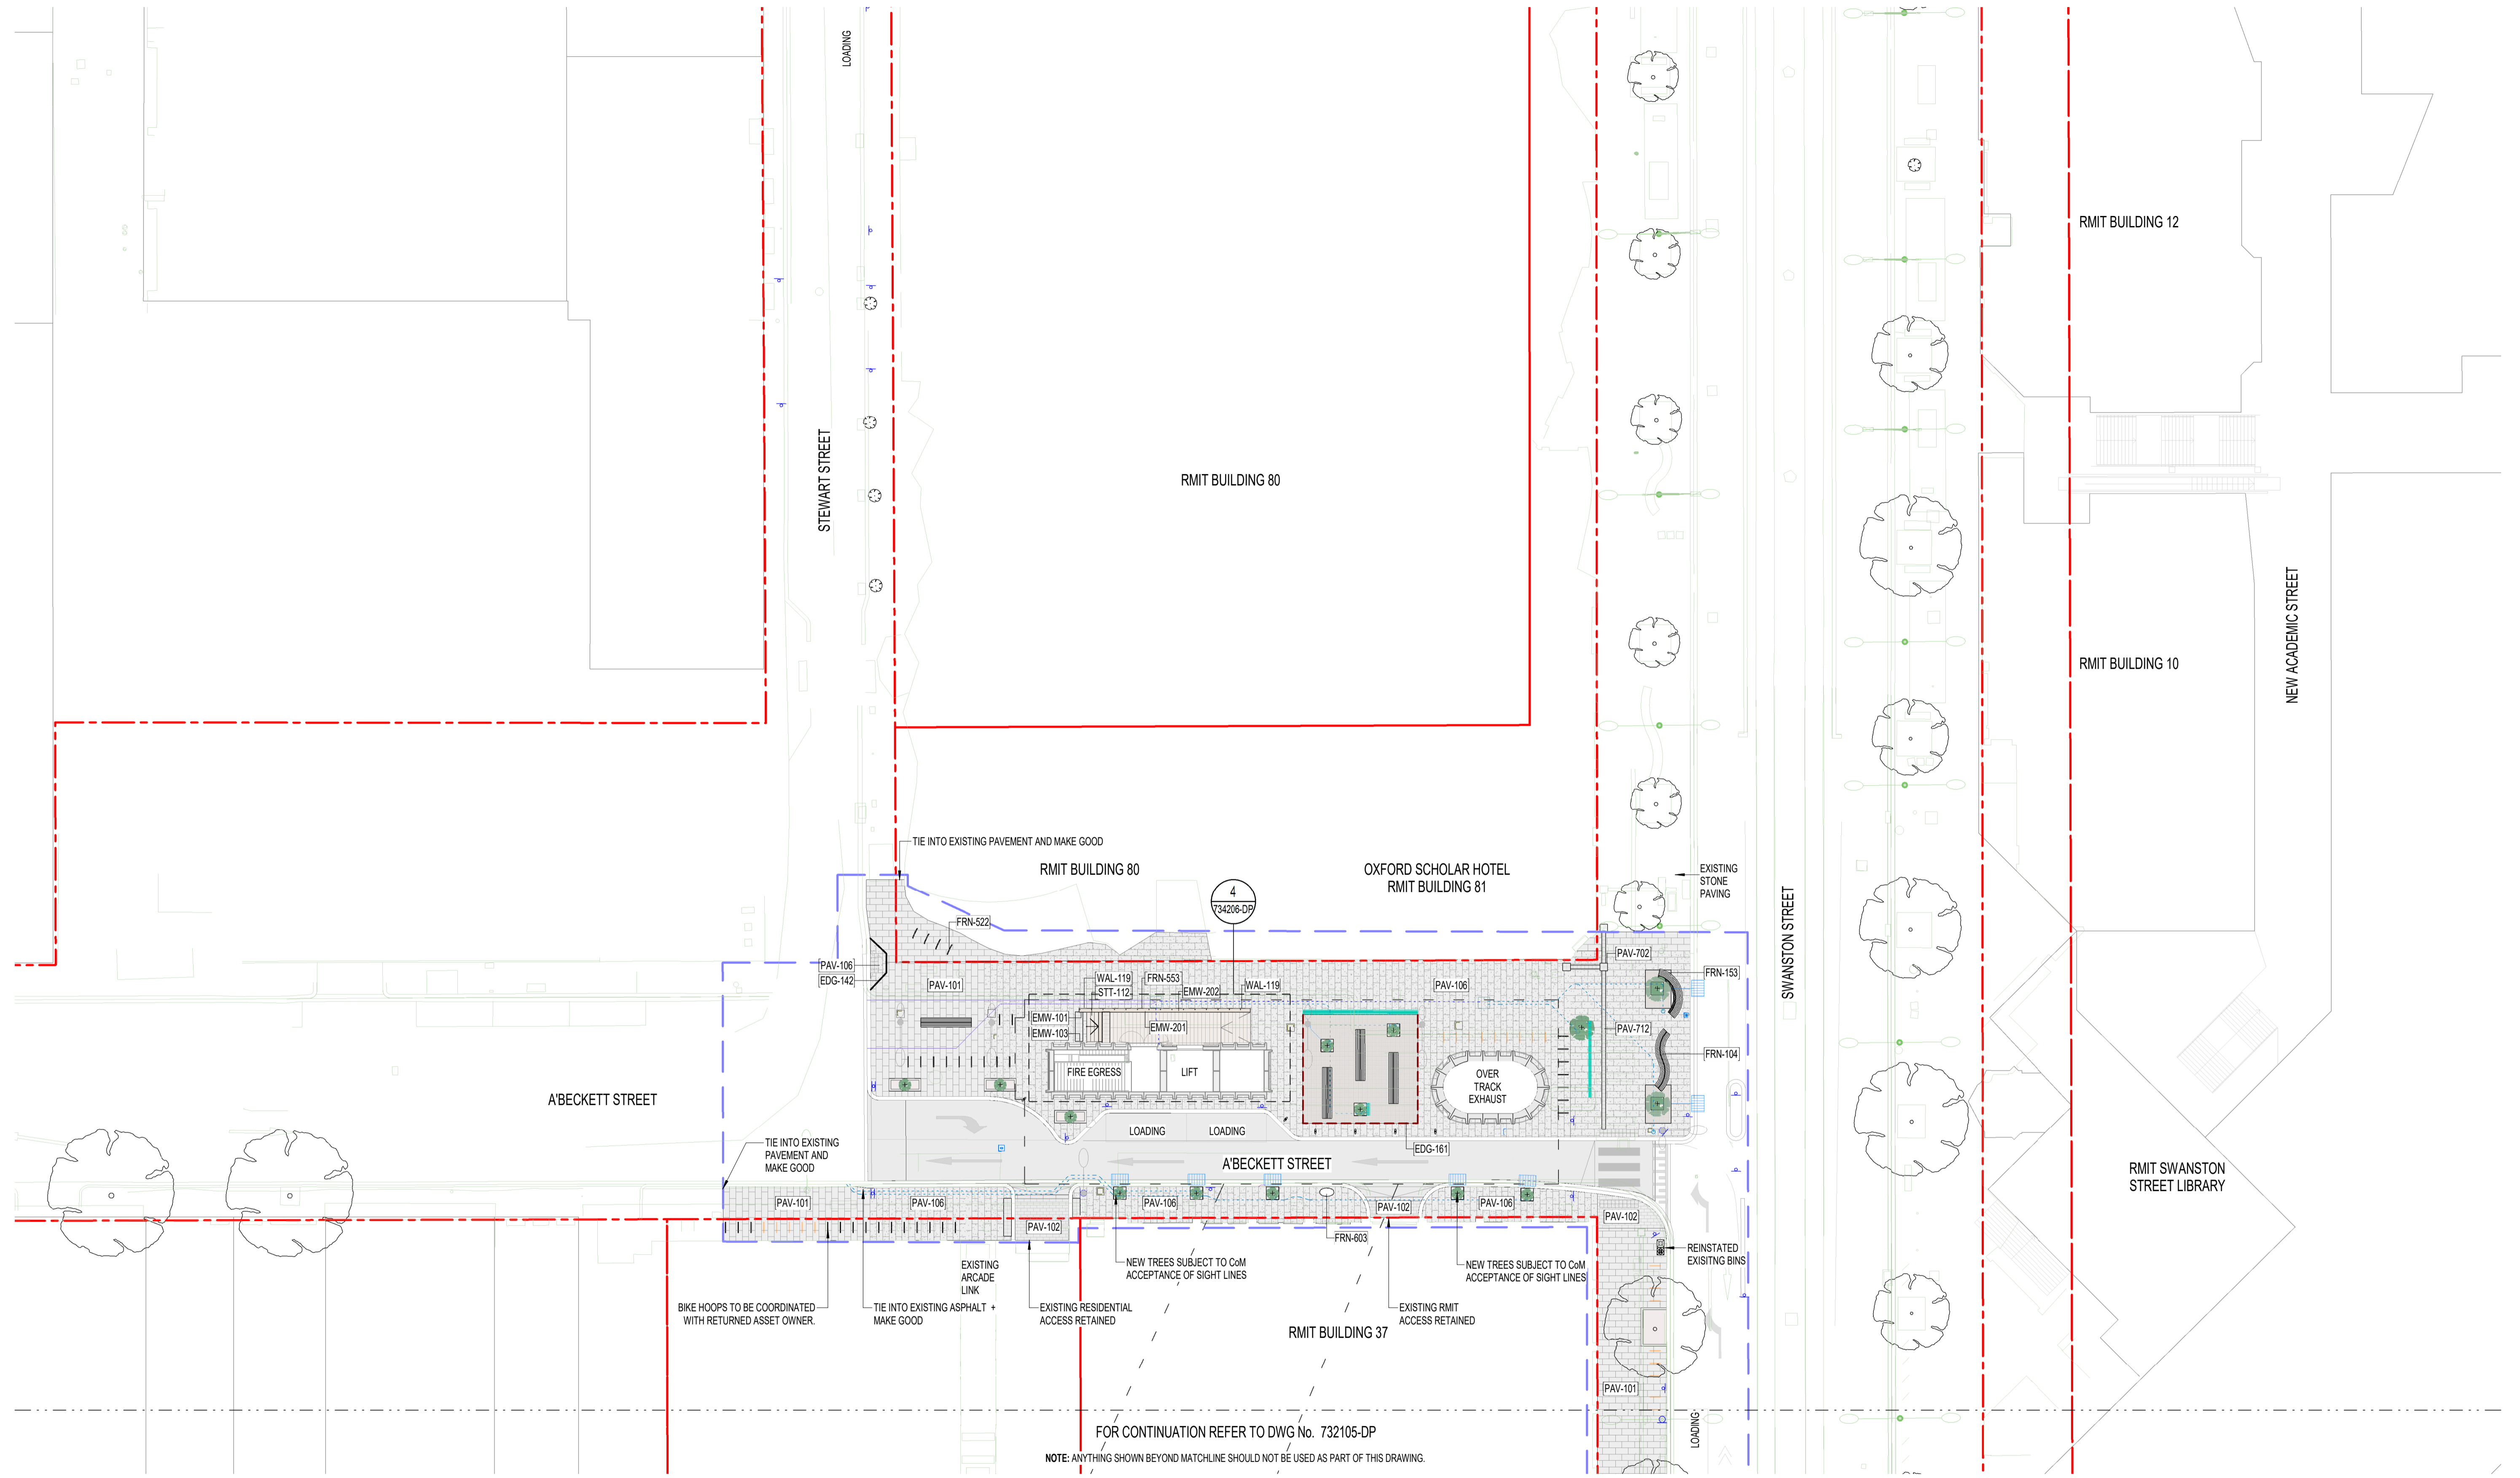 LOADING
RMIT BUILDING 12
STEWART STREET
RMIT BUILDING 80
NEW ACADEMIC STREET
RMIT BUILDING 10
TIE INTO EXISTING PAVEMENT AND MAKE GOOD
RMIT BUILDING 80
OXFORD SCHOLAR HOTEL
RMIT BUILDING 81
EXISTING
STONE
PAVING
4
734206-DP
SWANSTON STREET
FRN-522
PAV-106
EDG-142
PAV-101
WAL-119
FRN-553
STT-112
EMW-202
WAL-119
PAV-106
PAV-702
FRN-153
EMW-101
EMW-103
EMW-201
PAV-712
FRN-104
FIRE EGRESS
LIFT
OVER
TRACK
EXHAUST
A'BECKETT STREET
LOADING
LOADING
EDG-161
TIE INTO EXISTING
PAVEMENT AND
MAKE GOOD
A'BECKETT STREET
RMIT SWANSTON
STREET LIBRARY
PAV-101
PAV-106
PAV-102
PAV-106
PAV-102
PAV-106
PAV-102
FRN-603
REINSTATED
EXISITNG BINS
EXISTING
ARCADE
LINK
NEW TREES SUBJECT TO CoM
ACCEPTANCE OF SIGHT LINES
NEW TREES SUBJECT TO CoM
ACCEPTANCE OF SIGHT LINES
BIKE HOOPS TO BE COORDINATED
WITH RETURNED ASSET OWNER.
TIE INTO EXISTING ASPHALT +
MAKE GOOD
EXISTING RESIDENTIAL
ACCESS RETAINED
EXISTING RMIT
ACCESS RETAINED
RMIT BUILDING 37
PAV-101
LOADING
FOR CONTINUATION REFER TO DWG No. 732105-DP
NOTE: ANYTHING SHOWN BEYOND MATCHLINE SHOULD NOT BE USED AS PART OF THIS DRAWING.